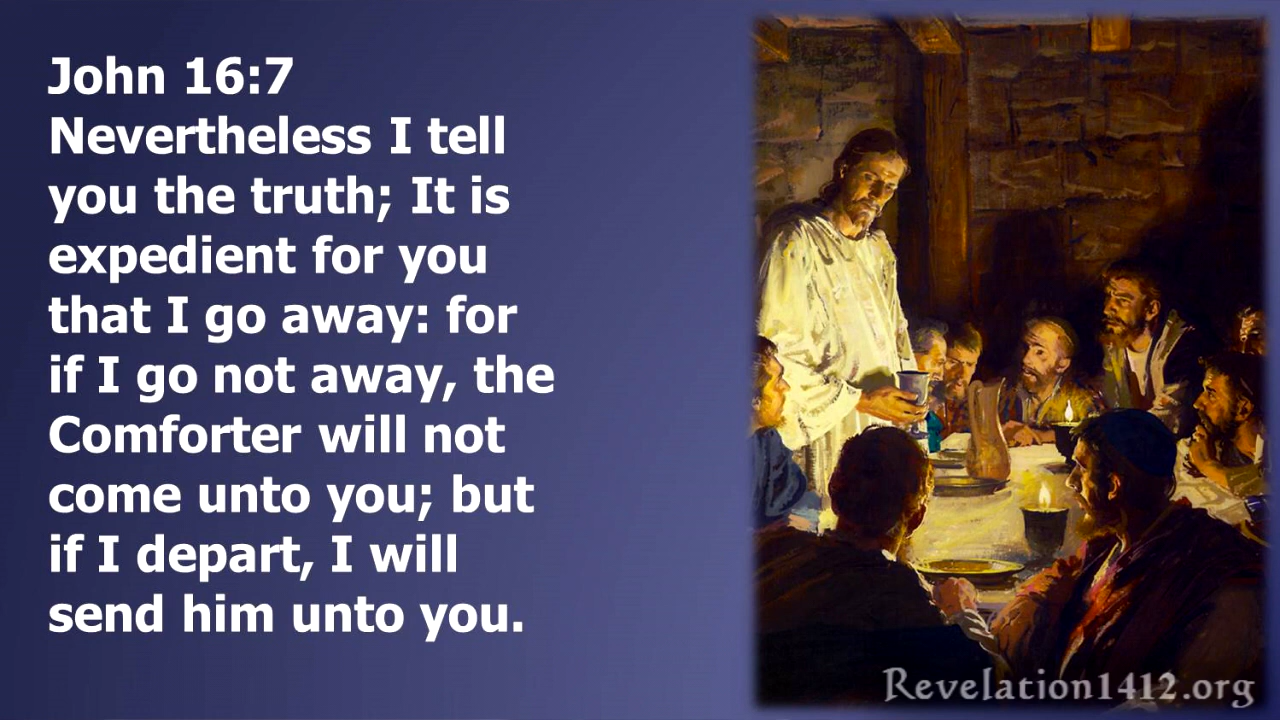 John 16:7
Nevertheless I tell
you the truth; It is
expedient for you
that I go away: for
if I go not away, the
Comforter will not
come unto you; but
if I depart, I will
send him unto you.
Revelation1412.org